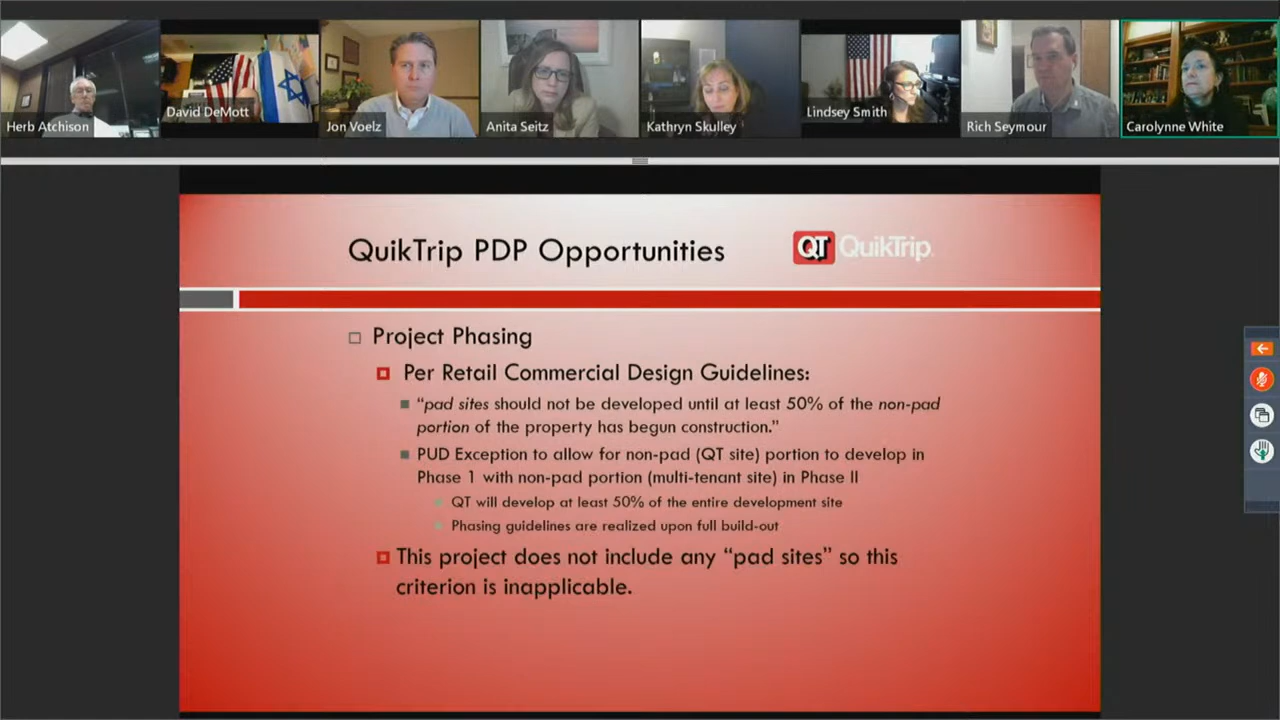 Herb Atchison
David DeMott
Jon Voelz
Anita Seitz
Kathryn Skulley
Lindsey Smith
Rich Seymour
Carolynne White
QuikTrip PDP Opportunities
QT QuikTrip
Project Phasing
Per Retail Commercial Design Guidelines:
“pad sites should not be developed until at least 50% of the non-pad
portion of the property has begun construction.”
PUD Exception to allow for non-pad (QT site) portion to develop in
Phase 1 with non-pad portion (multi-tenant site) in Phase II
QT will develop at least 50% of the entire development site
Phasing guidelines are realized upon full build-out
This project does not include any “pad sites” so this
criterion is inapplicable.